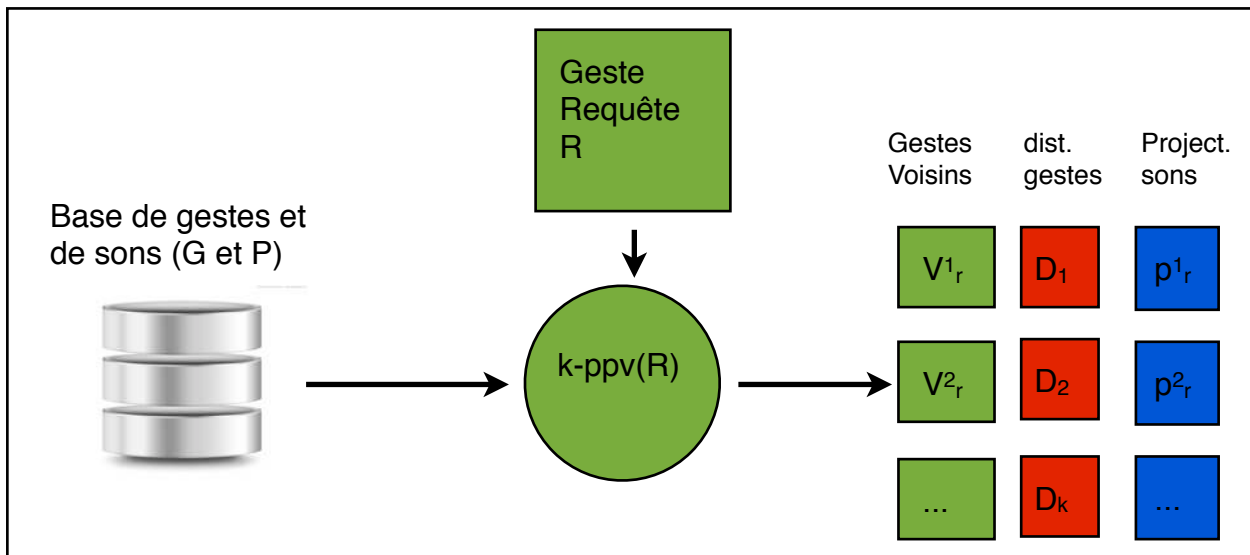 Geste
Requête
R
Gestes
Voisins
dist.
gestes
Project.
sons
Base de gestes et
de sons (G et P)
k-ppv(R)
V¹ᵣ
D₁
p¹ᵣ
V²ᵣ
D₂
p²ᵣ
...
Dₖ
...